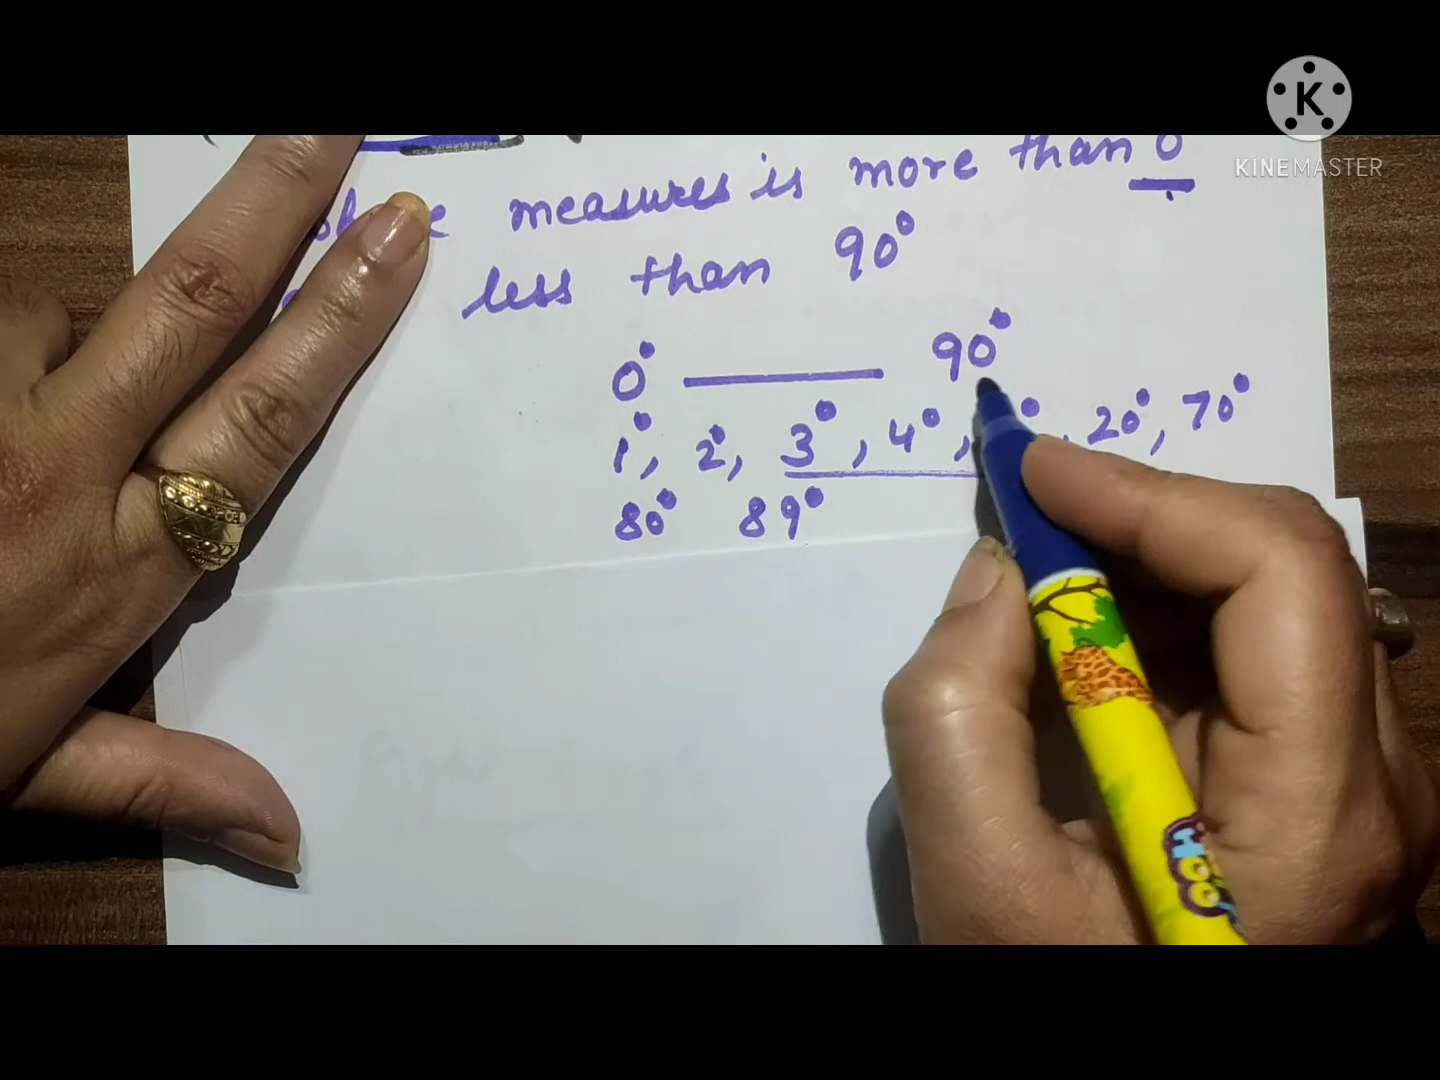 measures is more than 0
less than 90°
0° 90°
1°, 2°, 3°, 4°, 20°, 70°
80° 89°
K
KINEMASTER
HOO